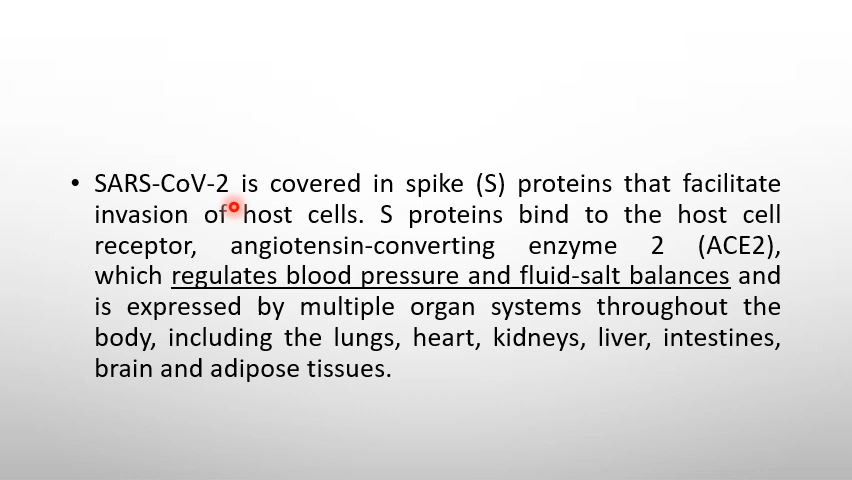 • SARS-CoV-2 is covered in spike (S) proteins that facilitate
invasion of host cells. S proteins bind to the host cell
receptor, angiotensin-converting enzyme 2 (ACE2),
which regulates blood pressure and fluid-salt balances and
is expressed by multiple organ systems throughout the
body, including the lungs, heart, kidneys, liver, intestines,
brain and adipose tissues.